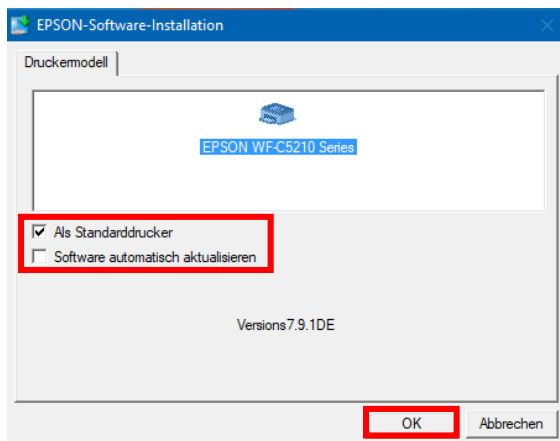 EPSON-Software-Installation
Druckermodell
EPSON WF-C5210 Series
Als Standarddrucker
Software automatisch aktualisieren
Versions7.9.1DE
OK
Abbrechen